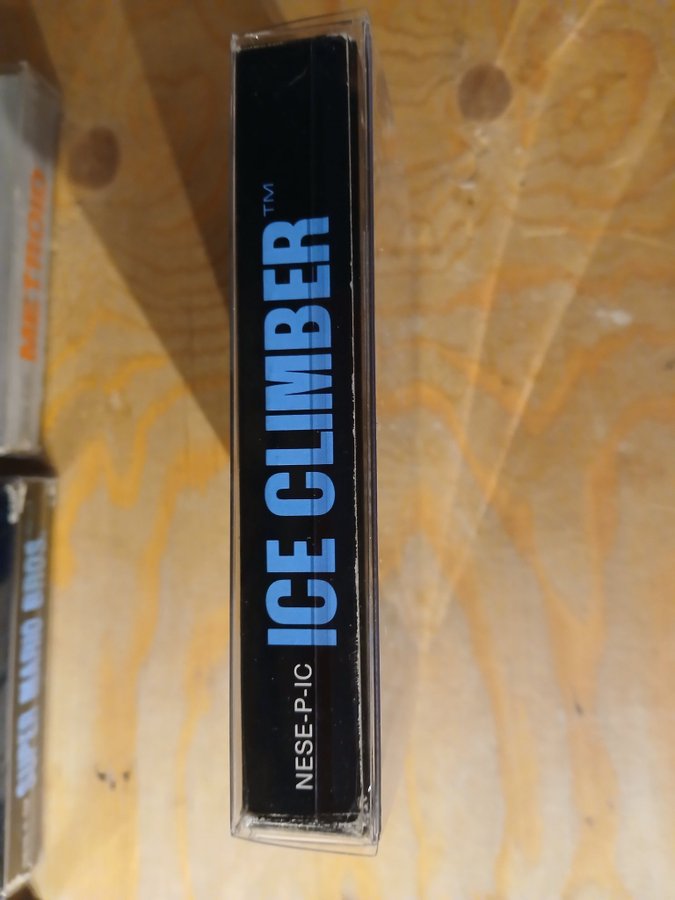 METROID
SUPER MARIO BROS.
NESE-P-IC
ICE CLIMBER™